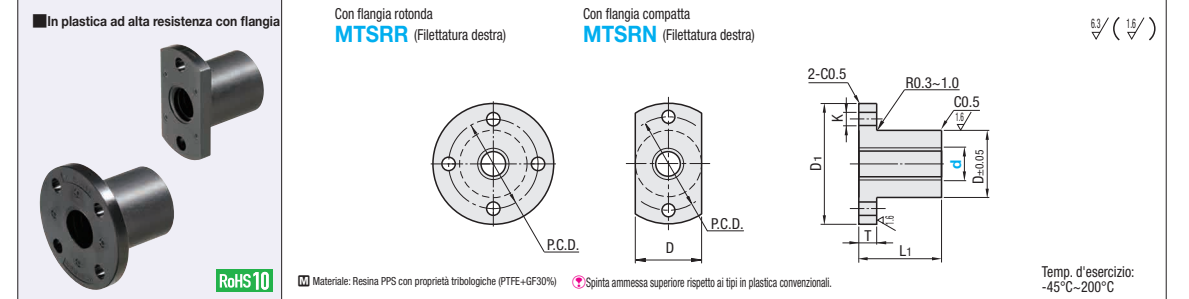 ■In plastica ad alta resistenza con flangia
RoHS10
Con flangia rotonda
MTSRR (Filettatura destra)
Con flangia compatta
MTSRN (Filettatura destra)
6.3 ( 1.6 )
P.C.D.
P.C.D.
D
2-C0.5
R0.3~1.0
C0.5
1.6
K
D1
d
D±0.05
1.6
T
L1
M Materiale: Resina PPS con proprietà tribologiche (PTFE+GF30%)
Spinta ammessa superiore rispetto ai tipi in plastica convenzionali.
Temp. d'esercizio:
-45°C~200°C